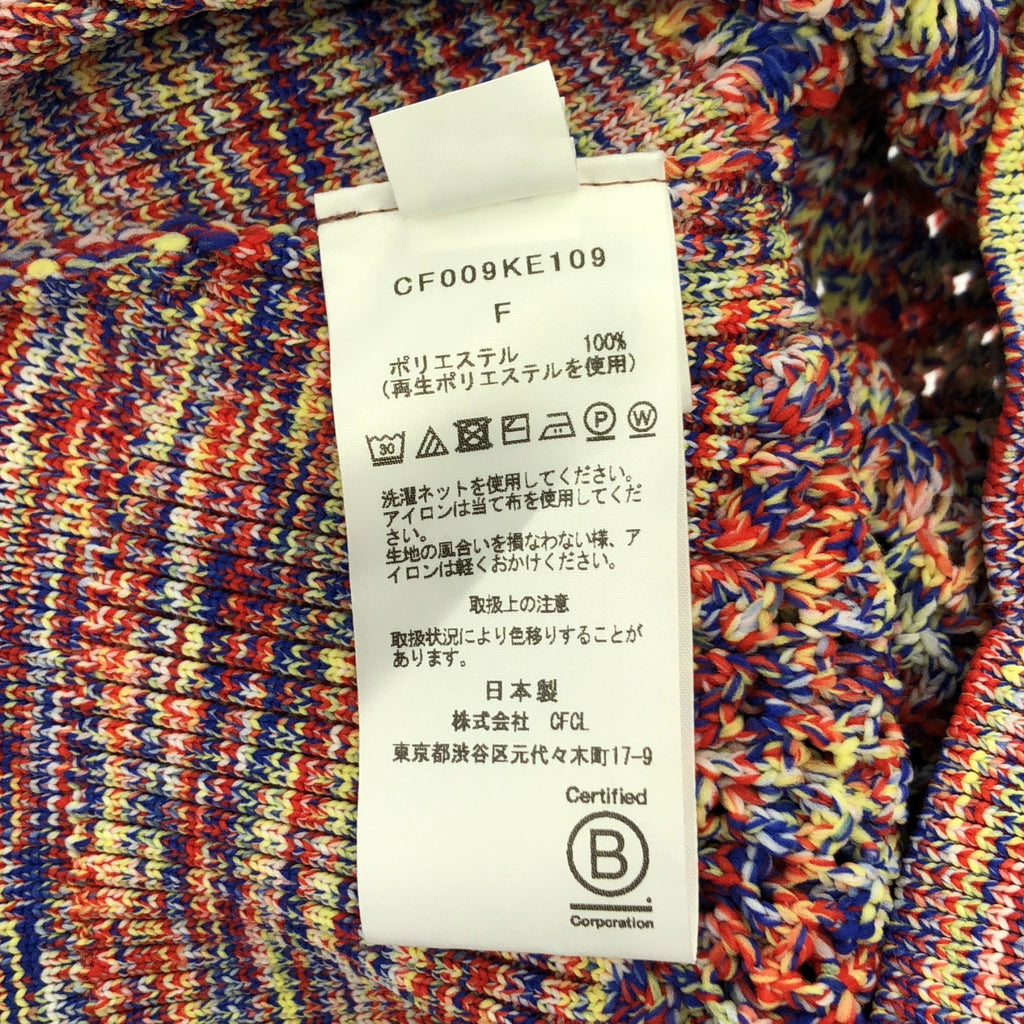 CF009KE109
F
ポリエステル 100%
(再生ポリエステルを使用)
30 P W
洗濯ネットを使用してください。
アイロンは当て布を使用してくだ
さい。
生地の風合いを損なわない様、ア
イロンは軽くおかけください。
取扱上の注意
取扱状況により色移りすることが
あります。
日本製
株式会社 CFCL
東京都渋谷区元代々木町17-9
Certified
B
Corporation